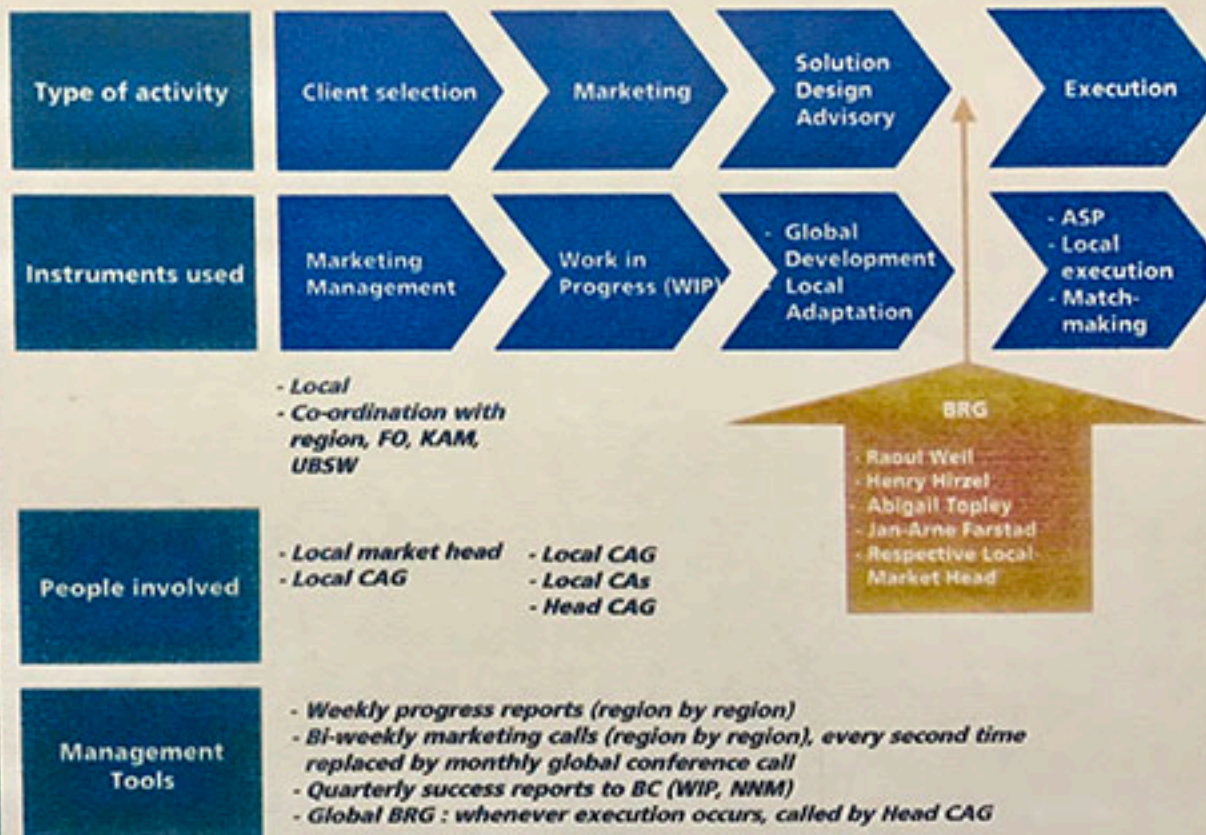 Type of activity
Client selection
Marketing
Solution
Design
Advisory
Execution
Instruments used
Marketing
Management
Work in
Progress (WIP)
- Global
Development
- Local
Adaptation
- ASP
- Local
execution
- Match-
making
- Local
- Co-ordination with
region, FO, KAM,
UBSW
BRG
- Raoul Weil
- Henry Hirzel
- Abigail Topley
- Jan-Arne Farstad
- Respective Local
Market Head
People involved
- Local market head
- Local CAG
- Local CAG
- Local CAs
- Head CAG
Management
Tools
- Weekly progress reports (region by region)
- Bi-weekly marketing calls (region by region), every second time
replaced by monthly global conference call
- Quarterly success reports to BC (WIP, NNM)
- Global BRG : whenever execution occurs, called by Head CAG